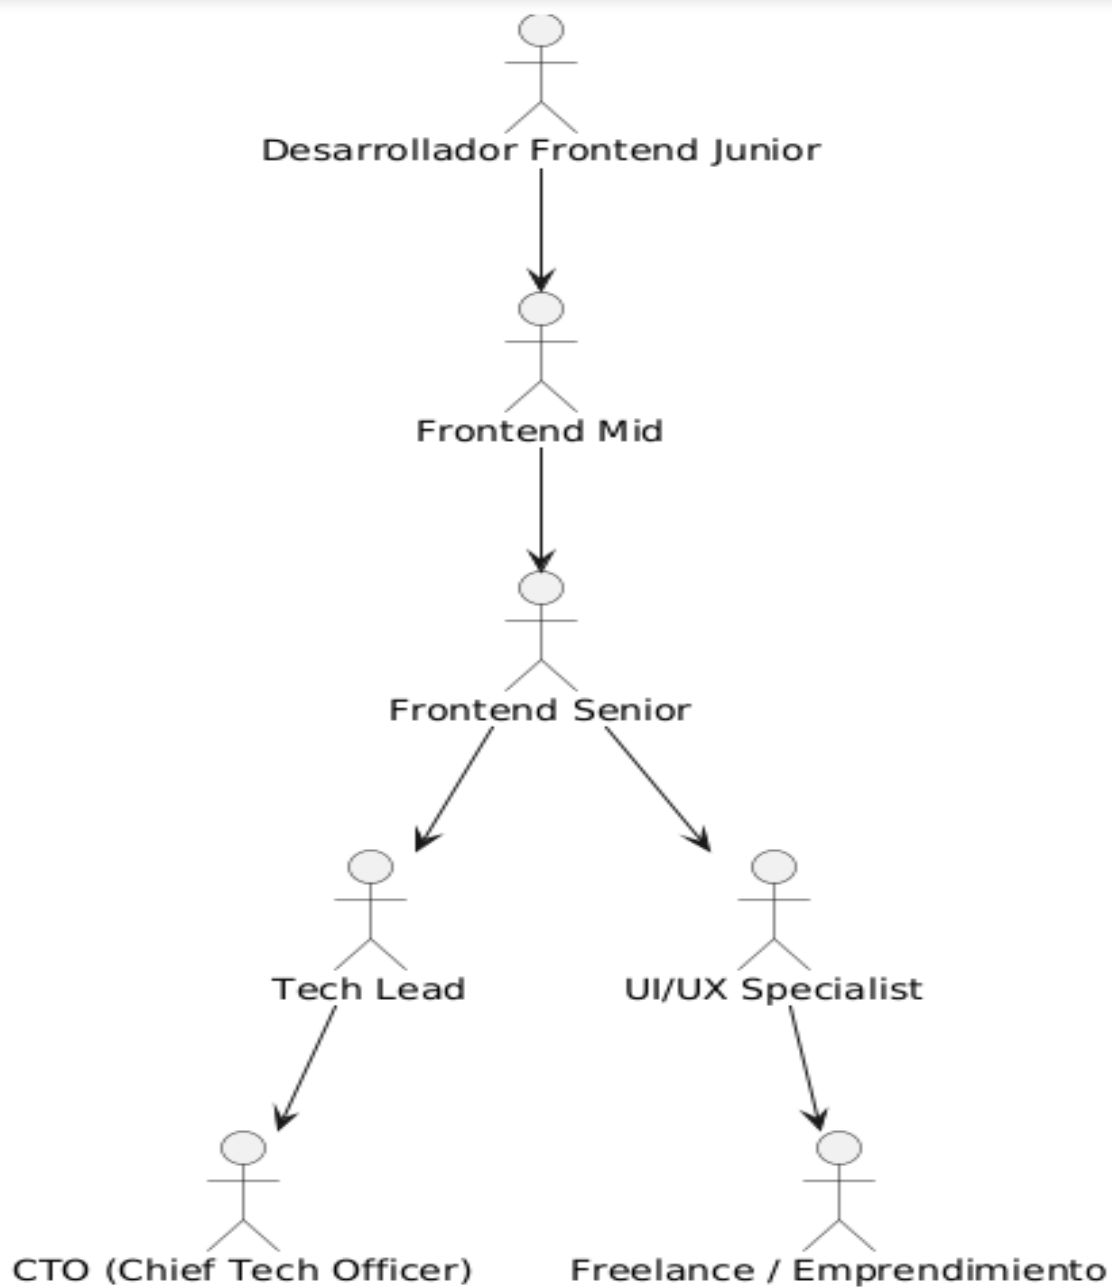 Desarrollador Frontend Junior
Frontend Mid
Frontend Senior
Tech Lead
UI/UX Specialist
CTO (Chief Tech Officer)
Freelance / Emprendimiento